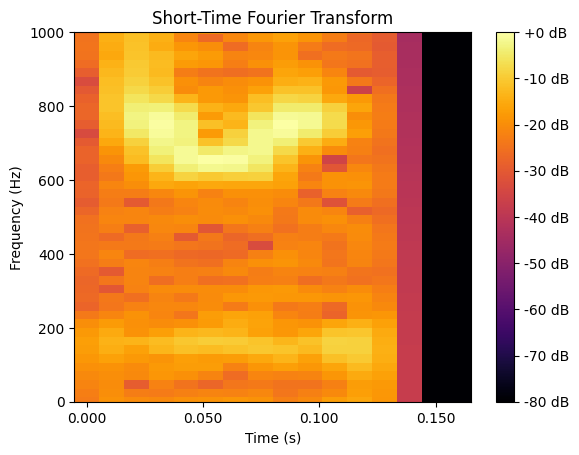 Short-Time Fourier Transform
1000
800
600
400
200
0
Frequency (Hz)
0.000
0.050
0.100
0.150
Time (s)
+0 dB
-10 dB
-20 dB
-30 dB
-40 dB
-50 dB
-60 dB
-70 dB
-80 dB